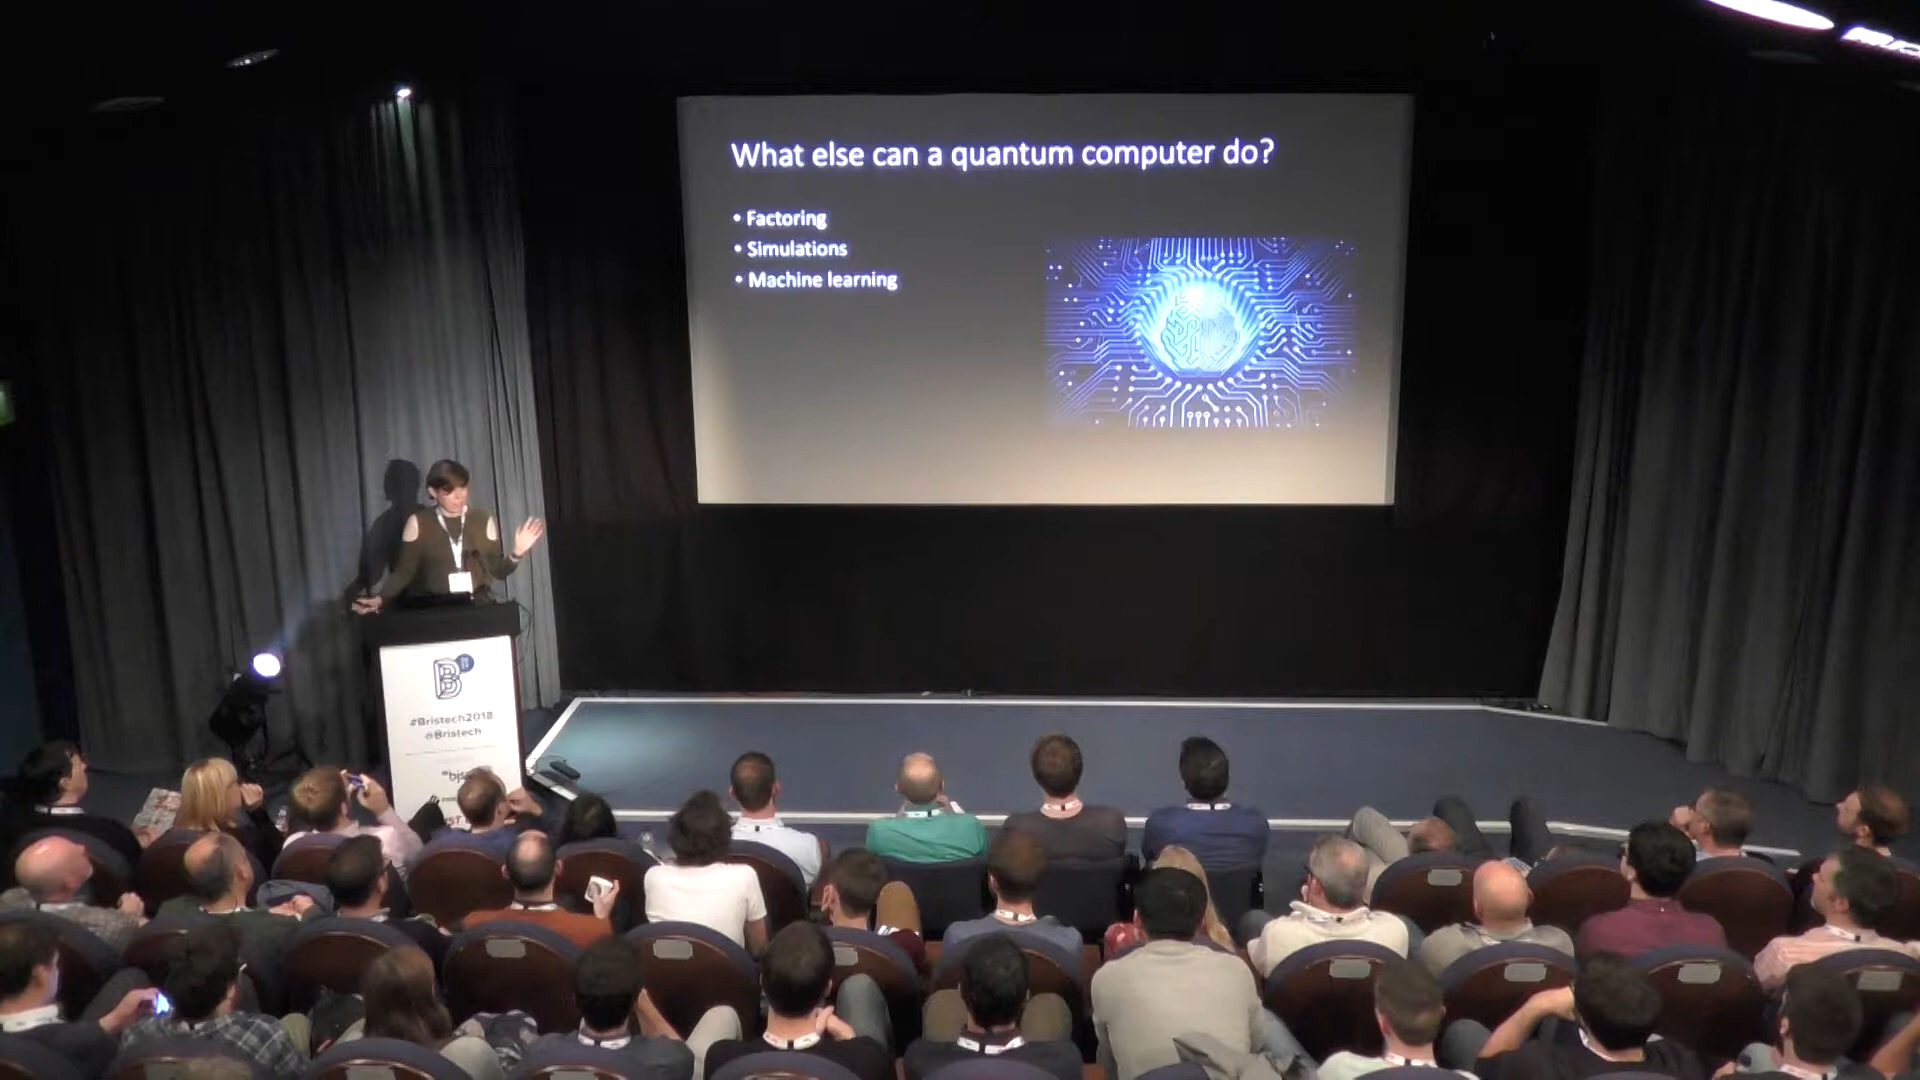 What else can a quantum computer do?
• Factoring
• Simulations
• Machine learning
B
#Bristech2018
@Bristech